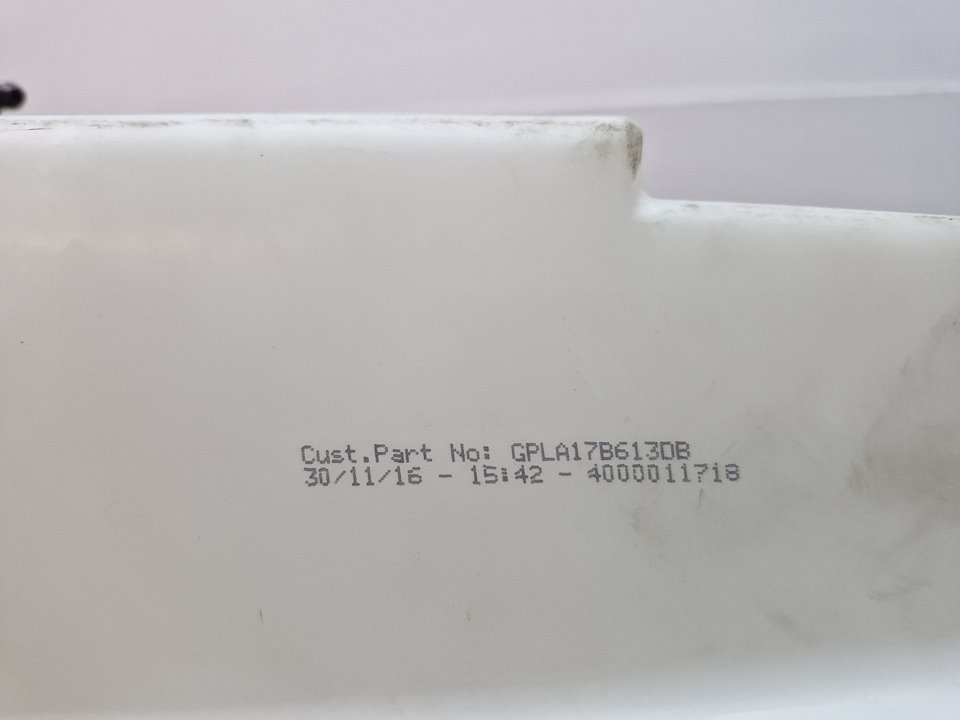 Cust.Part No: GPLA17B613DB
30/11/16 - 15:42 - 4000011718